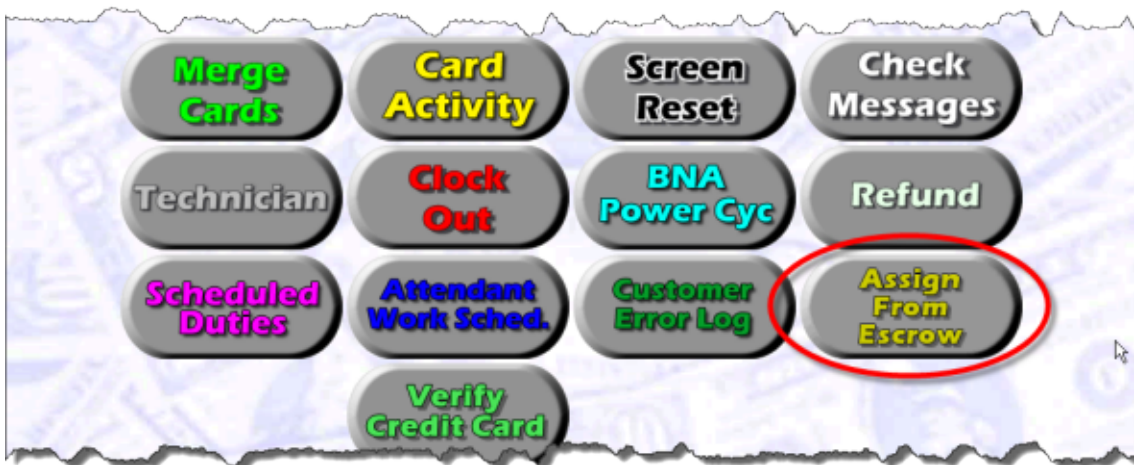 Merge
Cards
Card
Activity
Screen
Reset
Check
Messages
Technician
Clock
Out
BNA
Power Cyc
Refund
Scheduled
Duties
Attendant
Work Sched.
Customer
Error Log
Assign
From
Escrow
Verify
Credit Card